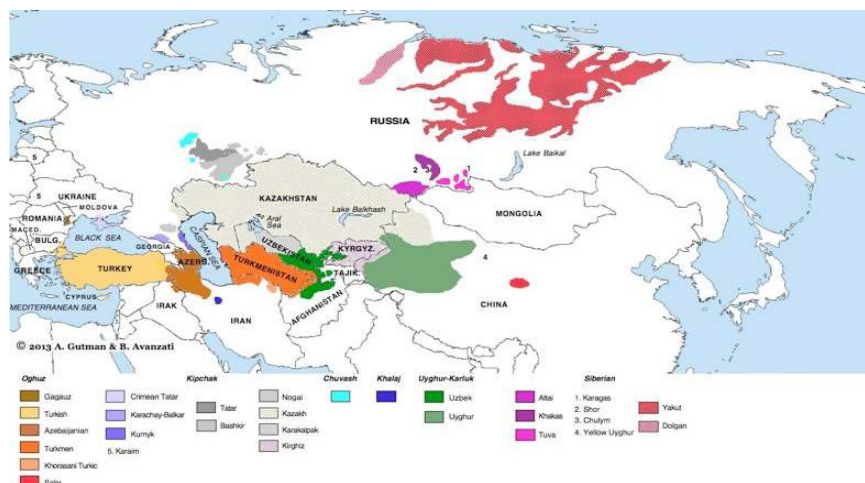 RUSSIA
Lake Baikal
2
3
1
5
5
UKRAINE
MOLDOVA
ROMANIA
MACED.
BULG.
BLACK SEA
GREECE
GEORGIA
CASPIAN SEA
KAZAKHSTAN
Aral
Sea
Lake Balkhash
MONGOLIA
UZBEKISTAN
KYRGYZ.
AZERB.
TURKMENISTAN
TAJIK.
TURKEY
4
CYPRUS
MEDITERRANEAN SEA
IRAK
IRAN
AFGHANISTAN
CHINA
© 2013 A. Gutman & B. Avanzati
Oghuz
Gagauz
Turkish
Azebaijanian
Turkmen
Khorasani Turkic
Salar
Kipchak
Crimean Tatar
Karachay-Balkar
Kumyk
5. Karaim
Tatar
Bashkir
Nogai
Kazakh
Karakalpak
Kirghiz
Chuvash
Khalaj
Uyghur-Karluk
Uzbek
Uyghur
Siberian
Altai
Khakas
Tuva
1. Karagas
2. Shor
3. Chulym
4. Yellow Uyghur
Yakut
Dolgan